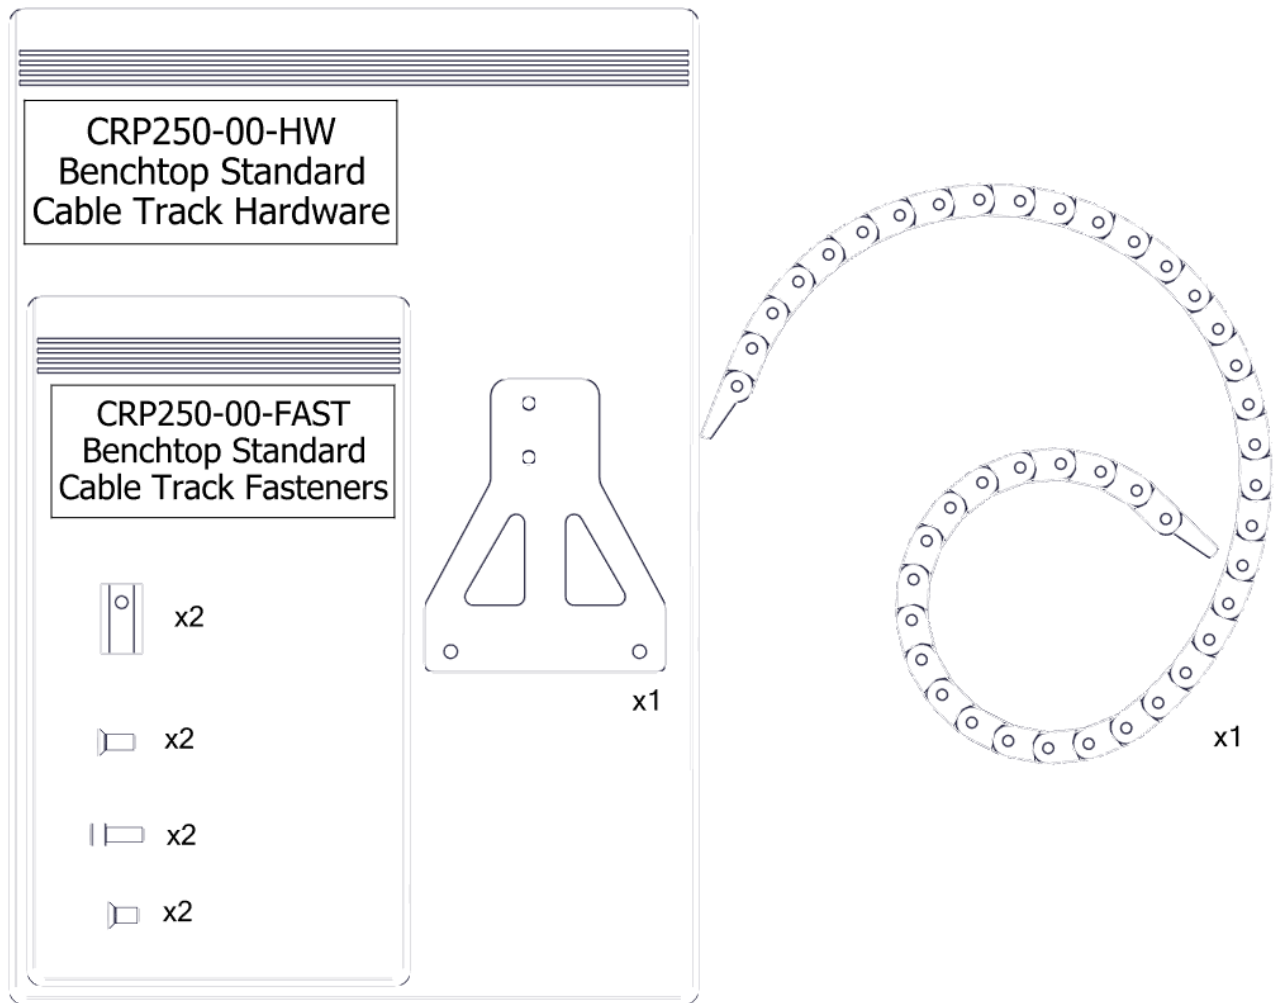 CRP250-00-HW
Benchtop Standard
Cable Track Hardware
CRP250-00-FAST
Benchtop Standard
Cable Track Fasteners
x2
x2
x2
x2
x1
x1